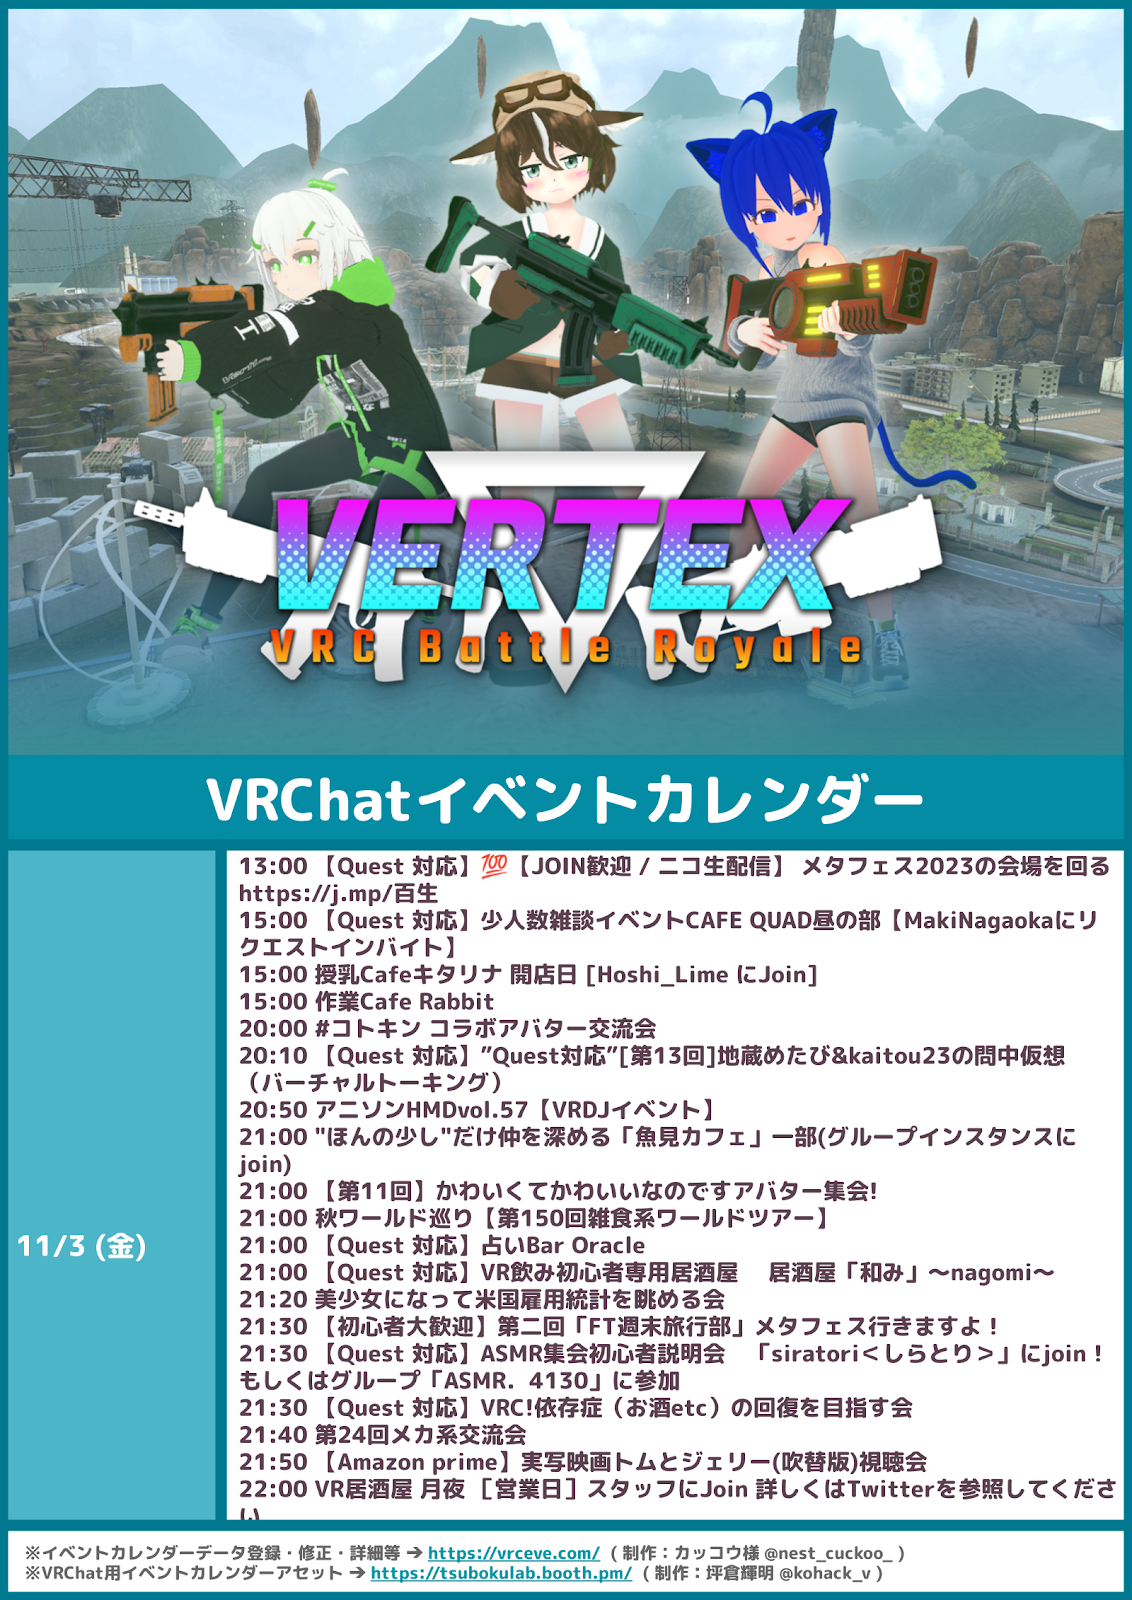 VERTEX
VRC Battle Royale
VRChatイベントカレンダー
11/3 (金)
13:00 【Quest 対応】💯【JOIN歓迎 / ニコ生配信】 メタフェス2023の会場を回る
https://j.mp/百生
15:00 【Quest 対応】少人数雑談イベントCAFE QUAD昼の部【MakiNagaokaにリ
クエストインバイト】
15:00 授乳Cafeキタリナ 開店日 [Hoshi_Lime にJoin]
15:00 作業Cafe Rabbit
20:00 #コトキン コラボアバター交流会
20:10 【Quest 対応】”Quest対応”[第13回]地蔵めたび&kaitou23の問中仮想
（バーチャルトーキング）
20:50 アニソンHMDvol.57【VRDJイベント】
21:00 "ほんの少し"だけ仲を深める「魚見カフェ」一部(グループインスタンスに
join)
21:00 【第11回】かわいくてかわいいなのですアバター集会!
21:00 秋ワールド巡り【第150回雑食系ワールドツアー】
21:00 【Quest 対応】占いBar Oracle
21:00 【Quest 対応】VR飲み初心者専用居酒屋　居酒屋「和み」～nagomi～
21:20 美少女になって米国雇用統計を眺める会
21:30 【初心者大歓迎】第二回「FT週末旅行部」メタフェス行きますよ！
21:30 【Quest 対応】ASMR集会初心者説明会　「siratori＜しらとり＞」にjoin！
もしくはグループ「ASMR．4130」に参加
21:30 【Quest 対応】VRC!依存症（お酒etc）の回復を目指す会
21:40 第24回メカ系交流会
21:50 【Amazon prime】実写映画トムとジェリー(吹替版)視聴会
22:00 VR居酒屋 月夜 ［営業日］スタッフにJoin 詳しくはTwitterを参照してくださ
い
※イベントカレンダーデータ登録・修正・詳細等 ➔ https://vrceve.com/ ( 制作：カッコウ様 @nest_cuckoo_ )
※VRChat用イベントカレンダーアセット ➔ https://tsubokulab.booth.pm/ ( 制作：坪倉輝明 @kohack_v )